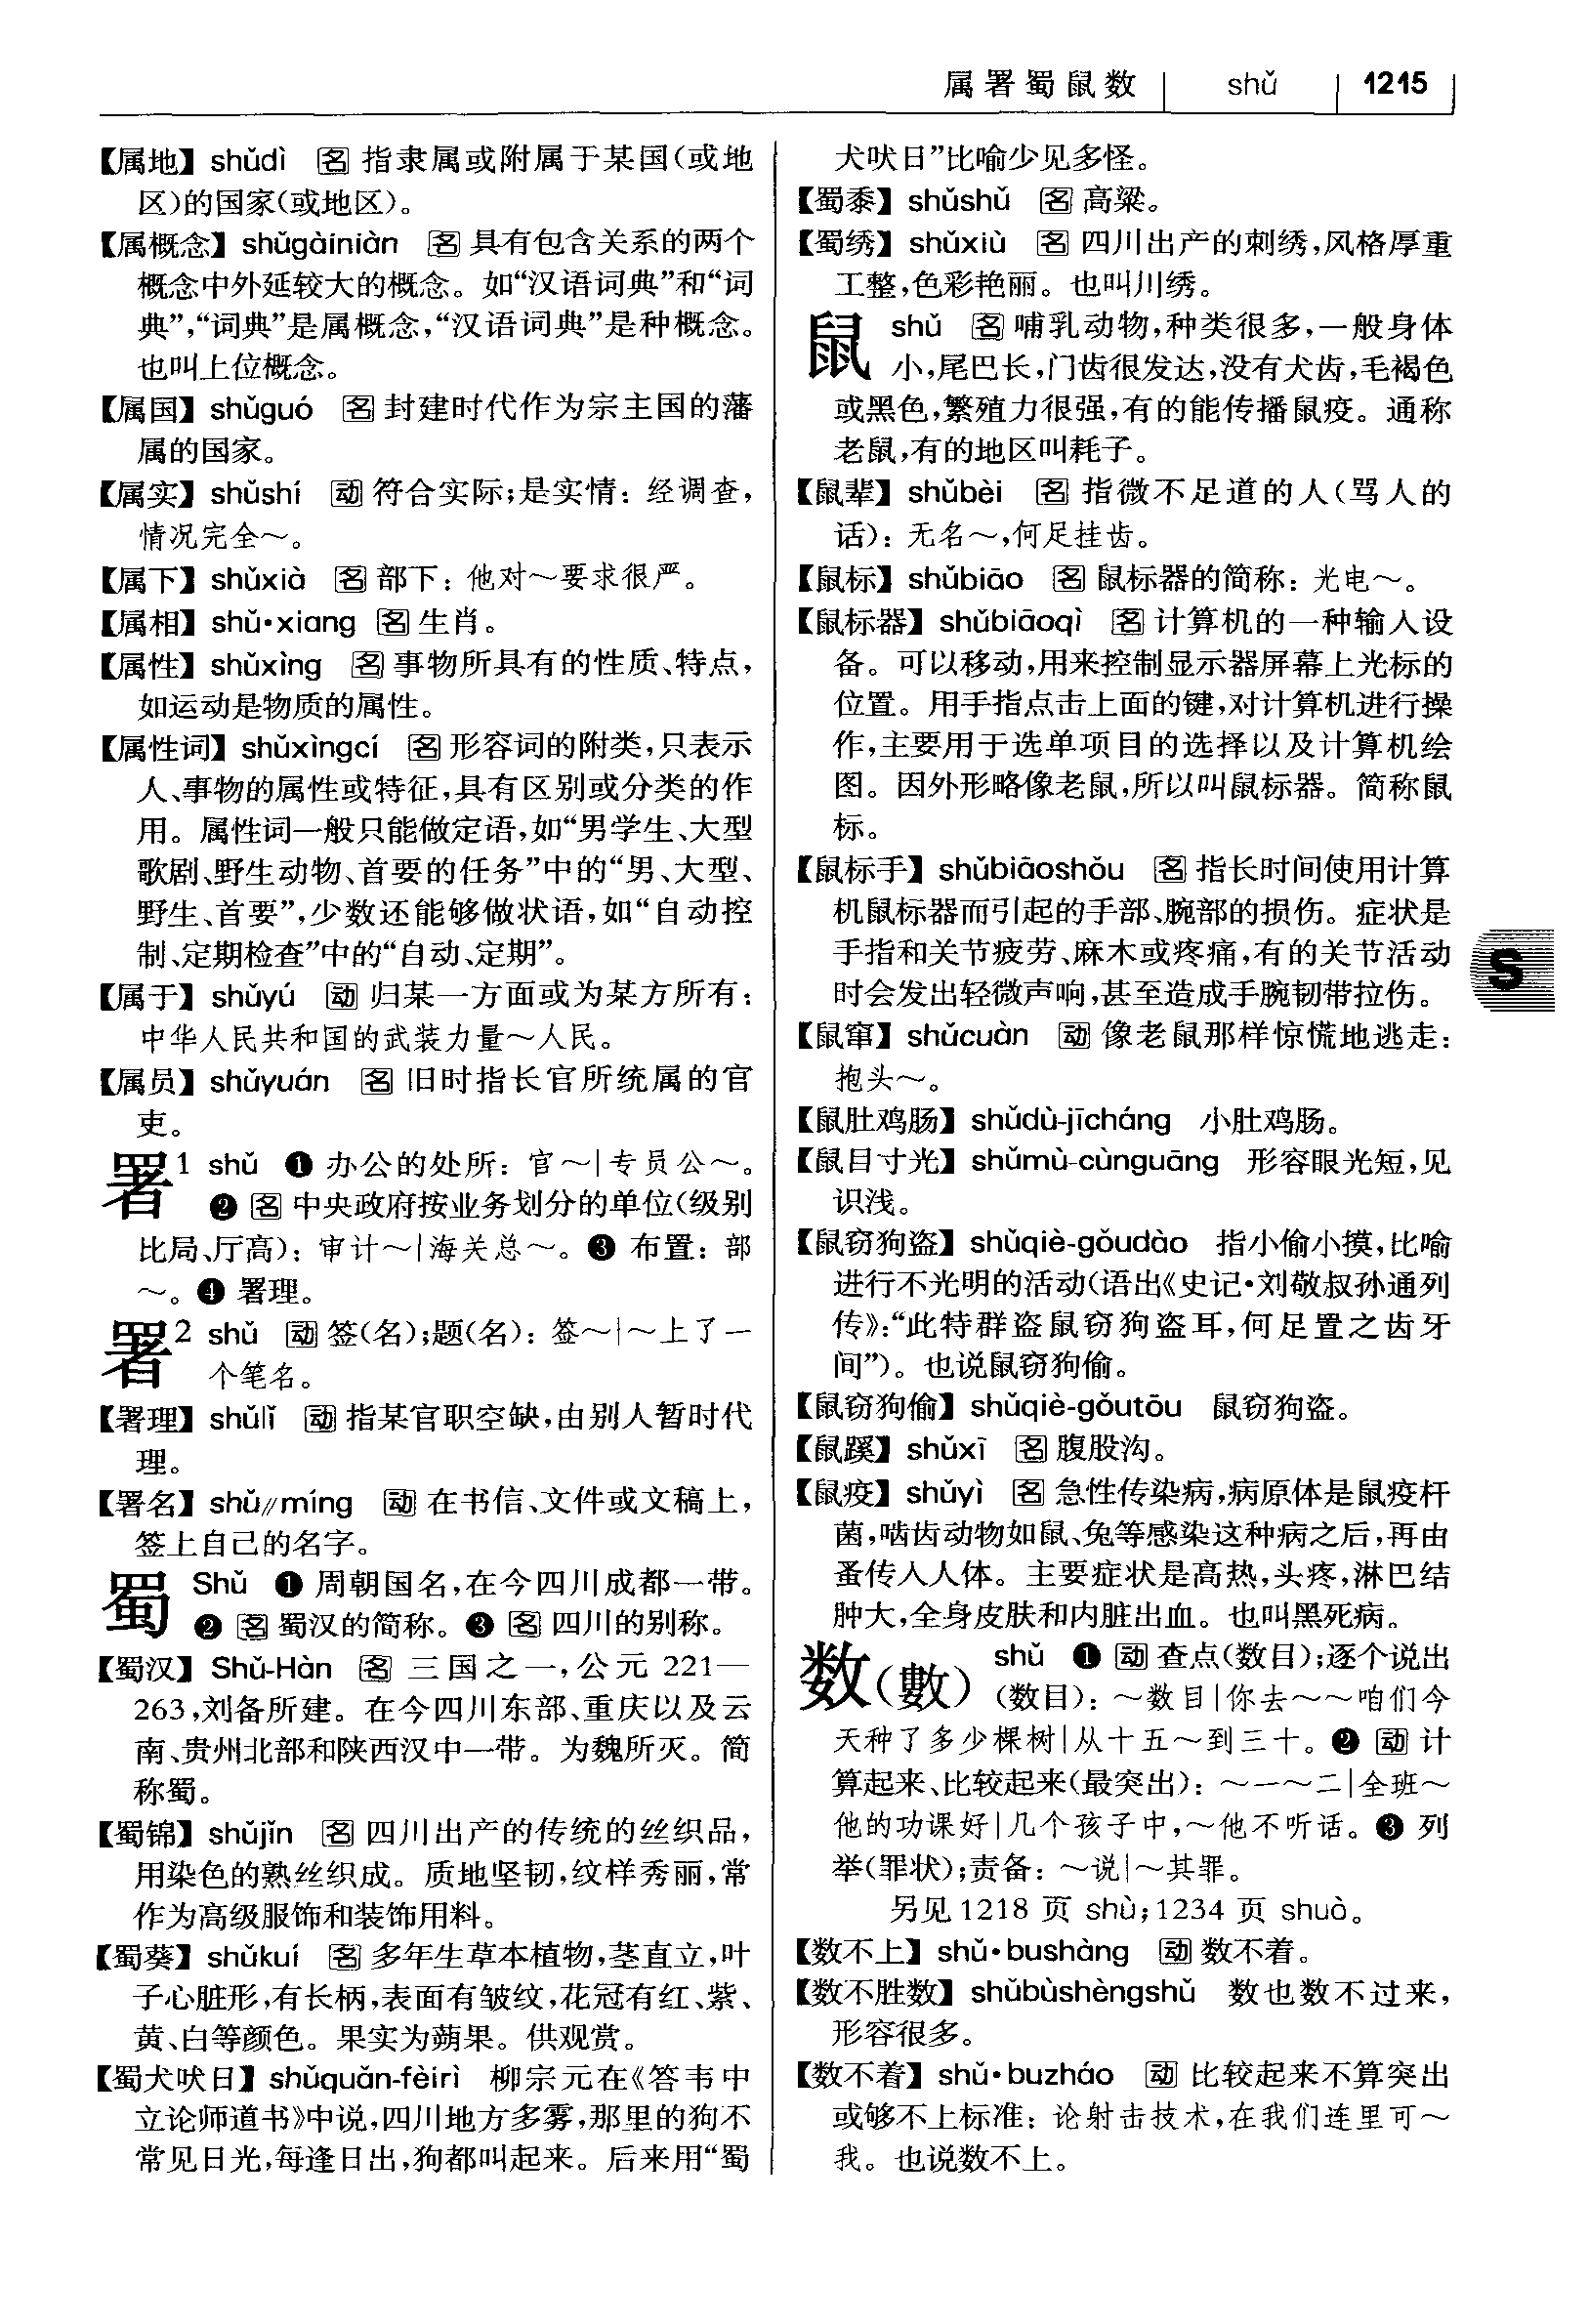 属署蜀鼠数 shǔ 1215
【属地】shǔdì 名 指隶属或附属于某国(或地
区)的国家(或地区)。
【属概念】shǔgàiniàn 名 具有包含关系的两个
概念中外延较大的概念。如“汉语词典”和“词
典”,“词典”是属概念,“汉语词典”是种概念。
也叫上位概念。
【属国】shǔguó 名 封建时代作为宗主国的藩
属的国家。
【属实】shǔshí 动 符合实际;是实情:经调查,
情况完全～。
【属下】shǔxià 名 部下:他对～要求很严。
【属相】shǔ•xiang 名 生肖。
【属性】shǔxìng 名 事物所具有的性质、特点,
如运动是物质的属性。
【属性词】shǔxìngcí 名 形容词的附类,只表示
人、事物的属性或特征,具有区别或分类的作
用。属性词一般只能做定语,如“男学生、大型
歌剧、野生动物、首要的任务”中的“男、大型、
野生、首要”,少数还能够做状语,如“自动控
制、定期检查”中的“自动、定期”。
【属于】shǔyú 动 归某一方面或为某方所有:
中华人民共和国的武装力量～人民。
【属员】shǔyuán 名 旧时指长官所统属的官
吏。
署1 shǔ ❶ 办公的处所:官～|专员公～。
❷ 名 中央政府按业务划分的单位(级别
比局、厅高):审计～|海关总～。❸ 布置:部
～。❹ 署理。
署2 shǔ 动 签(名);题(名):签～|～上了一
个笔名。
【署理】shǔlǐ 动 指某官职空缺,由别人暂时代
理。
【署名】shǔ//míng 动 在书信、文件或文稿上,
签上自己的名字。
蜀 Shǔ ❶ 周朝国名,在今四川成都一带。
❷ 名 蜀汉的简称。❸ 名 四川的别称。
【蜀汉】Shǔ-Hàn 名 三国之一,公元 221—
263,刘备所建。在今四川东部、重庆以及云
南、贵州北部和陕西汉中一带。为魏所灭。简
称蜀。
【蜀锦】shǔjǐn 名 四川出产的传统的丝织品,
用染色的熟丝织成。质地坚韧,纹样秀丽,常
作为高级服饰和装饰用料。
【蜀葵】shǔkuí 名 多年生草本植物,茎直立,叶
子心脏形,有长柄,表面有皱纹,花冠有红、紫、
黄、白等颜色。果实为蒴果。供观赏。
【蜀犬吠日】shǔquǎn-fèirì 柳宗元在《答韦中
立论师道书》中说,四川地方多雾,那里的狗不
常见日光,每逢日出,狗都叫起来。后来用“蜀
犬吠日”比喻少见多怪。
【蜀黍】shǔshǔ 名 高粱。
【蜀绣】shǔxiù 名 四川出产的刺绣,风格厚重
工整,色彩艳丽。也叫川绣。
鼠 shǔ 名 哺乳动物,种类很多,一般身体
小,尾巴长,门齿很发达,没有犬齿,毛褐色
或黑色,繁殖力很强,有的能传播鼠疫。通称
老鼠,有的地区叫耗子。
【鼠辈】shǔbèi 名 指微不足道的人(骂人的
话):无名～,何足挂齿。
【鼠标】shǔbiāo 名 鼠标器的简称:光电～。
【鼠标器】shǔbiāoqì 名 计算机的一种输入设
备。可以移动,用来控制显示器屏幕上光标的
位置。用手指点击上面的键,对计算机进行操
作,主要用于选单项目的选择以及计算机绘
图。因外形略像老鼠,所以叫鼠标器。简称鼠
标。
【鼠标手】shǔbiāoshǒu 名 指长时间使用计算
机鼠标器而引起的手部、腕部的损伤。症状是
手指和关节疲劳、麻木或疼痛,有的关节活动
时会发出轻微声响,甚至造成手腕韧带拉伤。
S
【鼠窜】shǔcuàn 动 像老鼠那样惊慌地逃走:
抱头～。
【鼠肚鸡肠】shǔdù-jīcháng 小肚鸡肠。
【鼠目寸光】shǔmù-cùnguāng 形容眼光短,见
识浅。
【鼠窃狗盗】shǔqiè-gǒudào 指小偷小摸,比喻
进行不光明的活动(语出《史记•刘敬叔孙通列
传》:“此特群盗鼠窃狗盗耳,何足置之齿牙
间”)。也说鼠窃狗偷。
【鼠窃狗偷】shǔqiè-gǒutōu 鼠窃狗盗。
【鼠蹊】shǔxī 名 腹股沟。
【鼠疫】shǔyì 名 急性传染病,病原体是鼠疫杆
菌,啮齿动物如鼠、兔等感染这种病之后,再由
蚤传入人体。主要症状是高热,头疼,淋巴结
肿大,全身皮肤和内脏出血。也叫黑死病。
数(數) shǔ ❶ 动 查点(数目);逐个说出
(数目):～数目|你去～～咱们今
天种了多少棵树|从十五～到三十。❷ 动 计
算起来、比较起来(最突出):～一～二|全班～
他的功课好|几个孩子中,～他不听话。❸ 列
举(罪状);责备:～说|～其罪。
另见 1218 页 shù;1234 页 shuò。
【数不上】shǔ•bushàng 动 数不着。
【数不胜数】shǔbùshèngshǔ 数也数不过来,
形容很多。
【数不着】shǔ•buzháo 动 比较起来不算突出
或够不上标准:论射击技术,在我们连里可～
我。也说数不上。